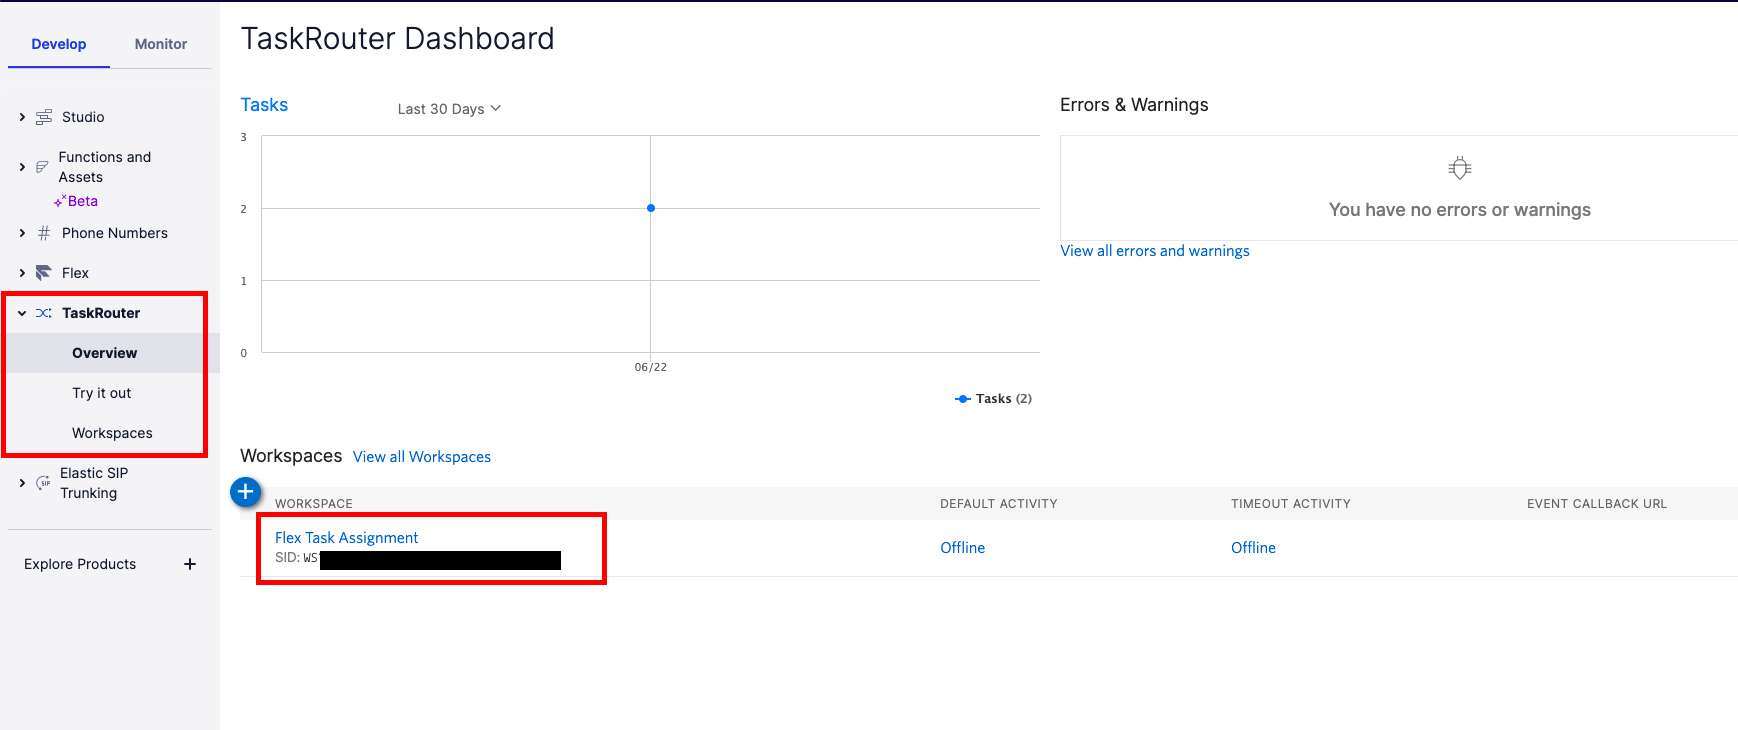 Develop
Monitor
Studio
Functions and
Assets
Beta
Phone Numbers
Flex
TaskRouter
Overview
Try it out
Workspaces
Elastic SIP
Trunking
Explore Products
TaskRouter Dashboard
Tasks
Last 30 Days
3
2
1
0
06/22
Tasks (2)
Errors & Warnings
You have no errors or warnings
View all errors and warnings
Workspaces View all Workspaces
WORKSPACE DEFAULT ACTIVITY TIMEOUT ACTIVITY EVENT CALLBACK URL
Flex Task Assignment
SID: WS
Offline Offline